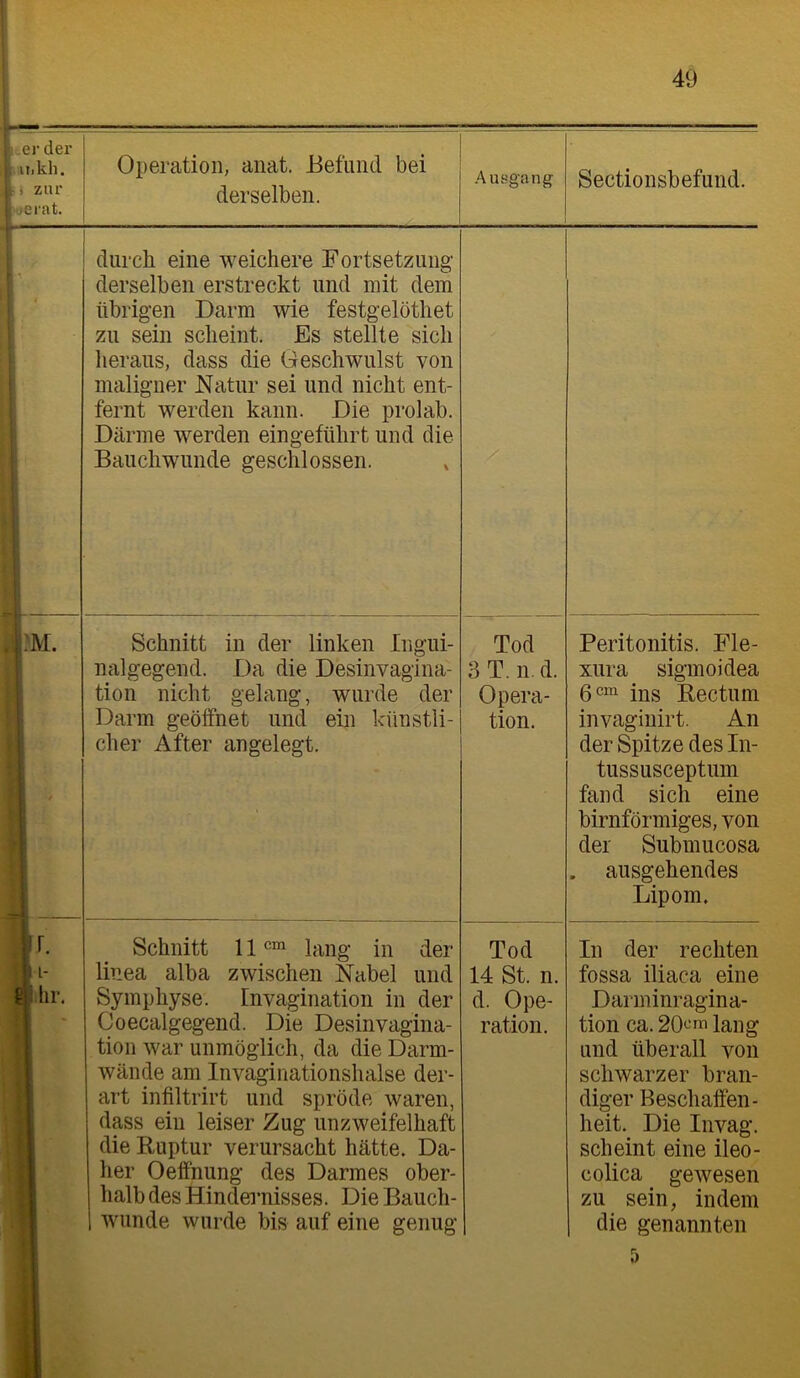 49
er der
kh.
zur
erat.
Operation, anat. Befund bei
derselben.
Ausgang
Sectionsbefund.
durch eine weichere Fortsetzung
derselben erstreckt und mit dem
übrigen Darm wie festgelöthet
zu sein scheint. Es stellte sich
heraus, dass die Geschwulst von
maligner Natur sei und nicht ent-
fernt werden kann. Die prolab.
Därme werden eingeführt und die
Bauchwunde geschlossen.
M.
Schnitt in der linken Ingui-
nalgegend. Da die Desinvagina-
tion nicht gelang, wurde der
Darm geöffnet und ein künstli-
cher After angelegt.
Tod
3 T. n. d.
Opera-
tion.
Peritonitis. Fle-
xura sigmoidea
6cm ins Rectum
invaginirt. An
der Spitze des In-
tussusceptum
fand sich eine
birnförmiges, von
der Submucosa
ausgehendes
Lipom.
r.
l-
hr.
Schnitt 11cm lang in der
linea alba zwischen Nabel und
Symphyse. Invagination in der
Coecalgegend. Die Desinvagina-
tion war unmöglich, da die Darm-
wände am Invaginationshalse der-
art infiltrirt und spröde waren,
dass ein leiser Zug unzweifelhaft
die Ruptur verursacht hätte. Da-
her Oeffnung des Darmes ober-
halb des Hindernisses. Die Bauch-
wunde wurde bis auf eine genug
Tod
14 St. n.
d. Ope-
ration.
In der rechten
fossa iliaca eine
Darminragina-
tion ca. 20cm lang
und überall von
schwarzer bran-
diger Beschaffen-
heit. Die Invag.
scheint eine ileo-
colica gewesen
zu sein, indem
die genannten
5